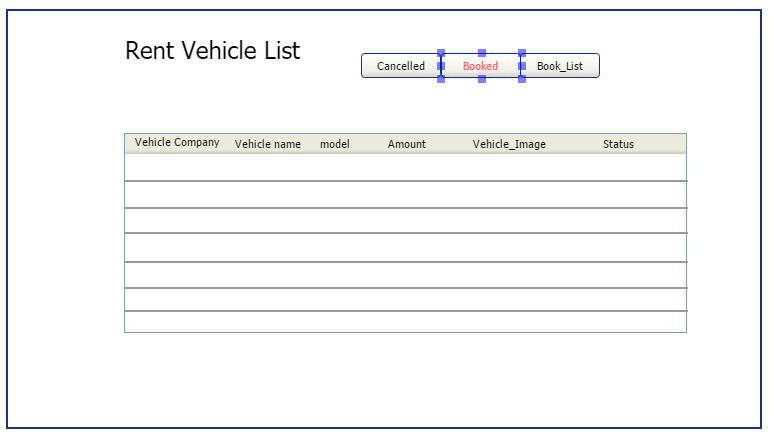 Rent Vehicle List
Cancelled Booked Book_List
Vehicle Company Vehicle name model Amount Vehicle_Image Status